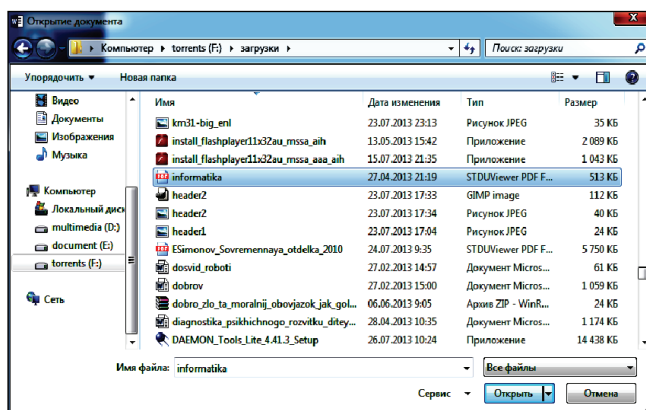 Открытие документа
Компьютер ▸ torrents (F:) ▸ загрузки ▸ Поиск: загрузки
Упорядочить Новая папка
Видео
Документы
Изображения
Музыка
Компьютер
Локальный диск
multimedia (D:)
document (E:)
torrents (F:)
Сеть
Имя Дата изменения Тип Размер
km31-big_enl 23.07.2013 23:13 Рисунок JPEG 35 КБ
install_flashplayer11x32au_mssa_aih 13.05.2013 15:42 Приложение 2 089 КБ
install_flashplayer11x32au_mssa_aaa_aih 15.07.2013 21:35 Приложение 1 043 КБ
informatika 27.04.2013 21:19 STDUViewer PDF F... 513 КБ
header2 23.07.2013 17:33 GIMP image 112 КБ
header2 23.07.2013 17:34 Рисунок JPEG 40 КБ
header1 23.07.2013 17:04 Рисунок JPEG 24 КБ
ESimonov_Sovremennaya_otdelka_2010 24.07.2013 9:35 STDUViewer PDF F... 5 750 КБ
dosvid_roboti 27.02.2013 14:57 Документ Micros... 61 КБ
dobrov 27.02.2013 15:00 Документ Micros... 1 059 КБ
dobro_zlo_ta_moralnij_obovjazok_jak_gol... 06.06.2013 9:05 Архив ZIP - WinR... 24 КБ
diagnostika_psikhichnogo_rozvitku_ditey... 28.04.2013 10:35 Документ Micros... 1 174 КБ
DAEMON_Tools_Lite_4.41.3_Setup 26.07.2013 10:24 Приложение 14 438 КБ
Имя файла: informatika Все файлы
Сервис Открыть Отмена